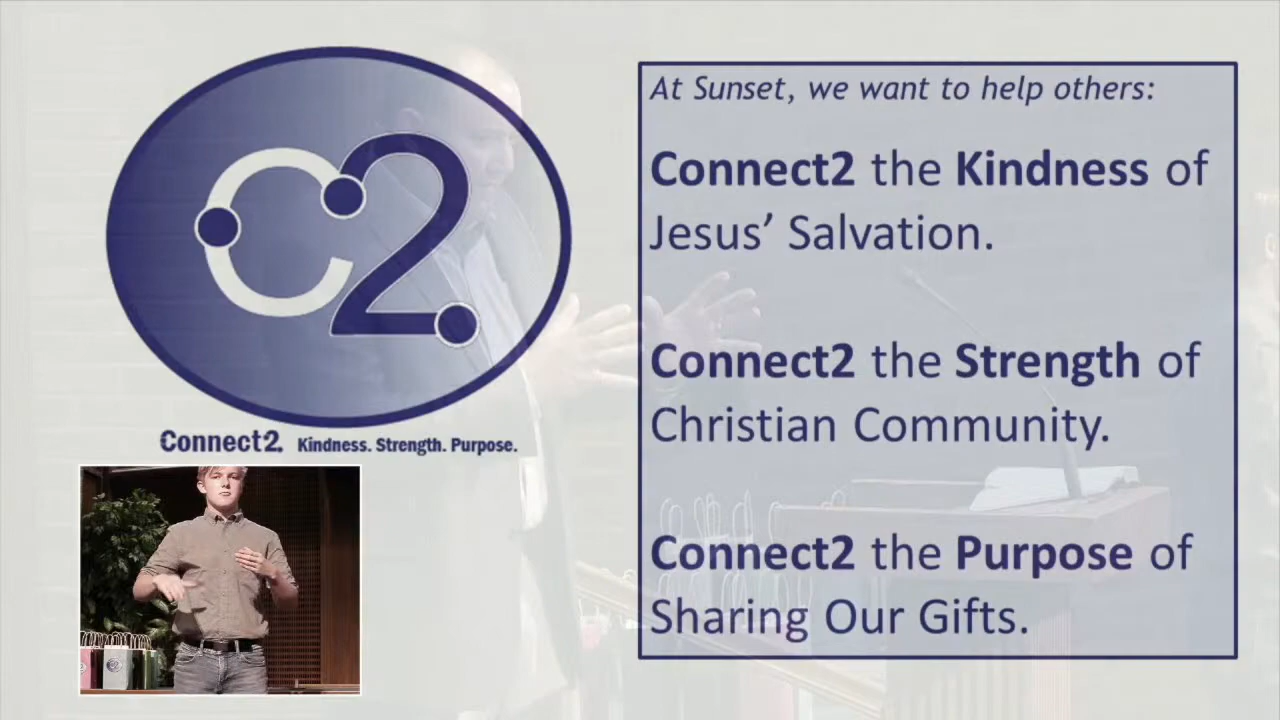 C2
Connect2. Kindness. Strength. Purpose.
At Sunset, we want to help others:
Connect2 the Kindness of
Jesus’ Salvation.
Connect2 the Strength of
Christian Community.
Connect2 the Purpose of
Sharing Our Gifts.